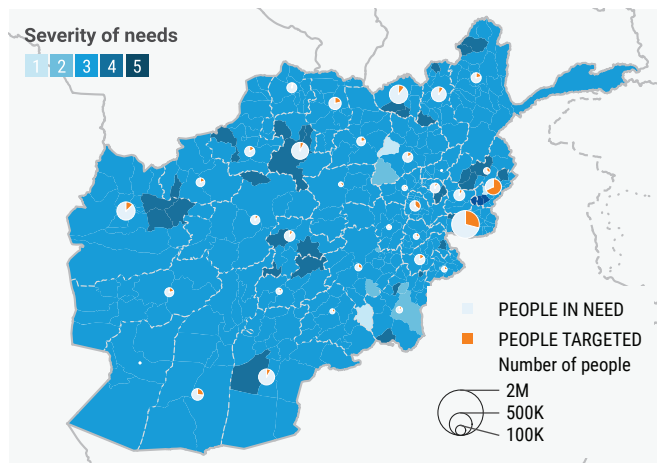 Severity of needs
1 2 3 4 5
PEOPLE IN NEED
PEOPLE TARGETED
Number of people
2M
500K
100K